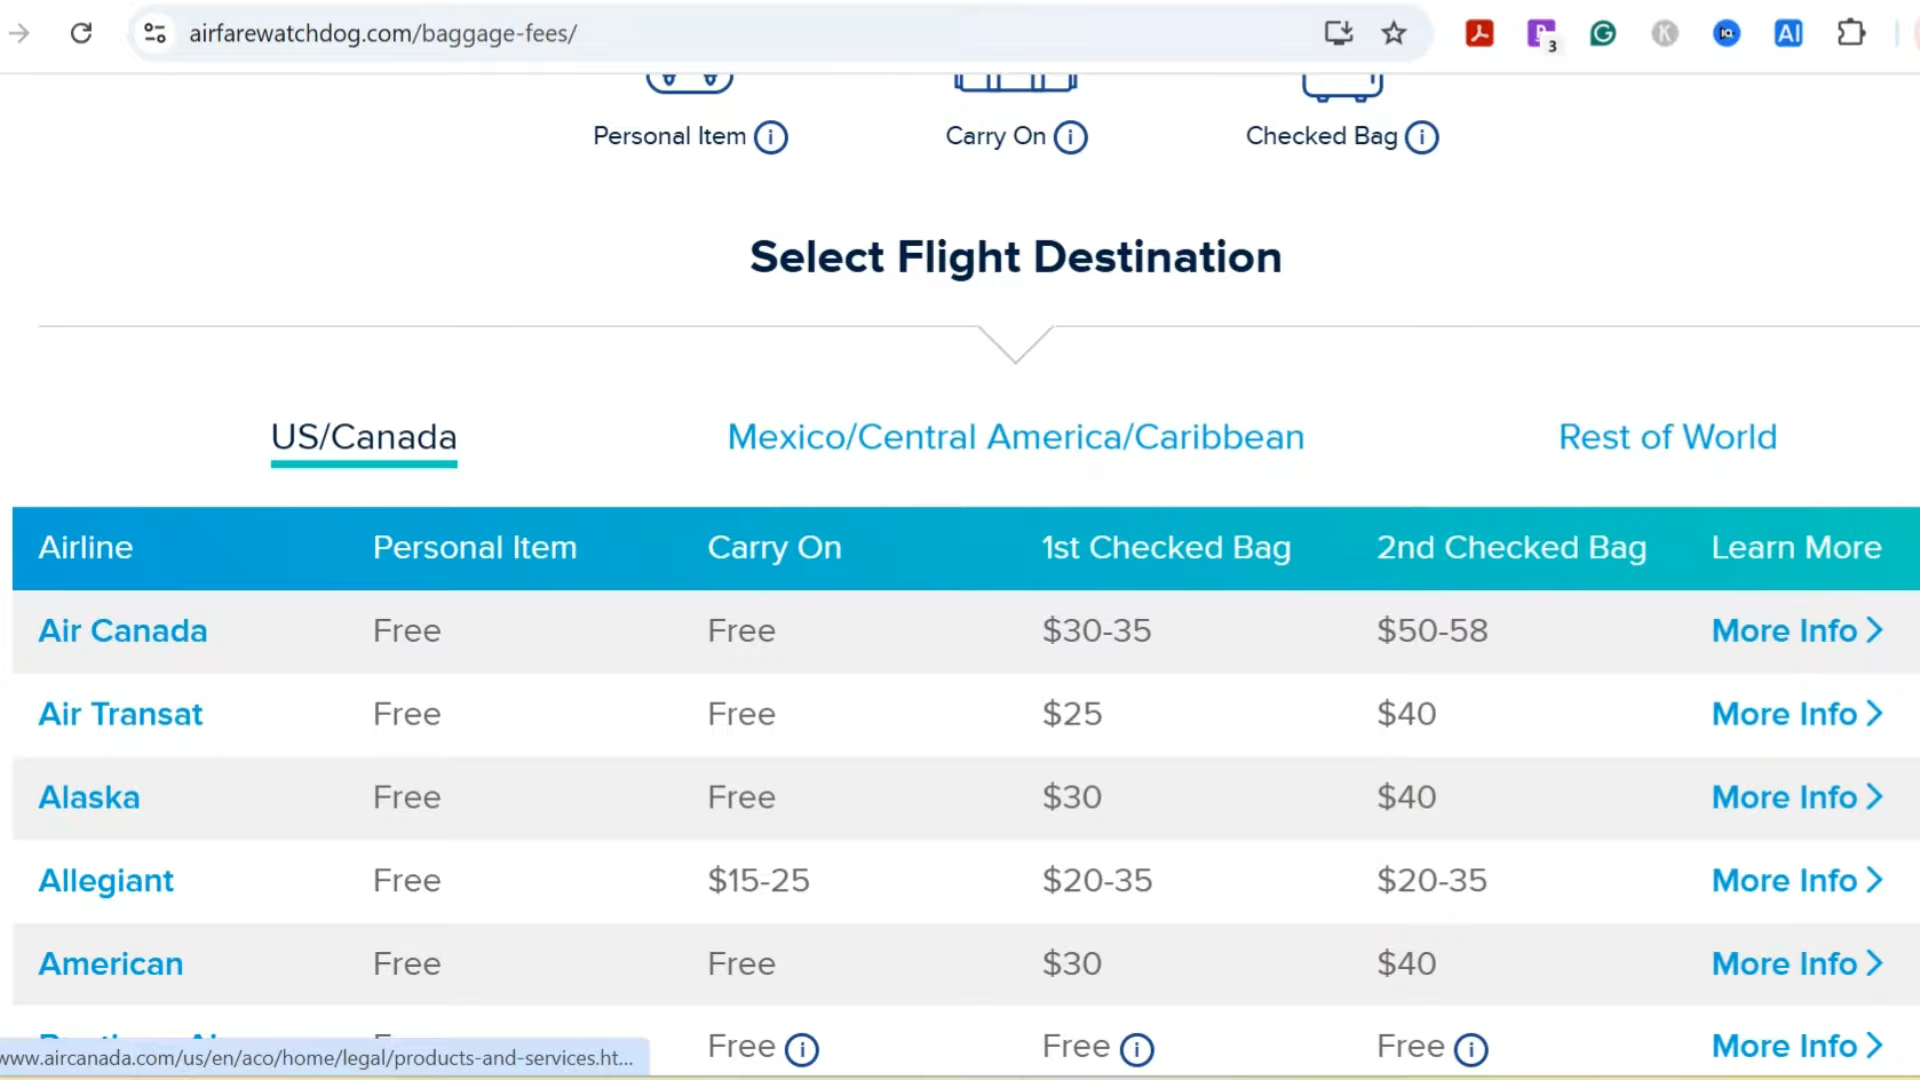 airfarewatchdog.com/baggage-fees/
3
K
IQ
AI
Personal Item i Carry On i Checked Bag i
Select Flight Destination
US/Canada Mexico/Central America/Caribbean Rest of World
Airline Personal Item Carry On 1st Checked Bag 2nd Checked Bag Learn More
Air Canada Free Free $30-35 $50-58 More Info
Air Transat Free Free $25 $40 More Info
Alaska Free Free $30 $40 More Info
Allegiant Free $15-25 $20-35 $20-35 More Info
American Free Free $30 $40 More Info
Free i Free i Free i More Info
www.aircanada.com/us/en/aco/home/legal/products-and-services.ht...